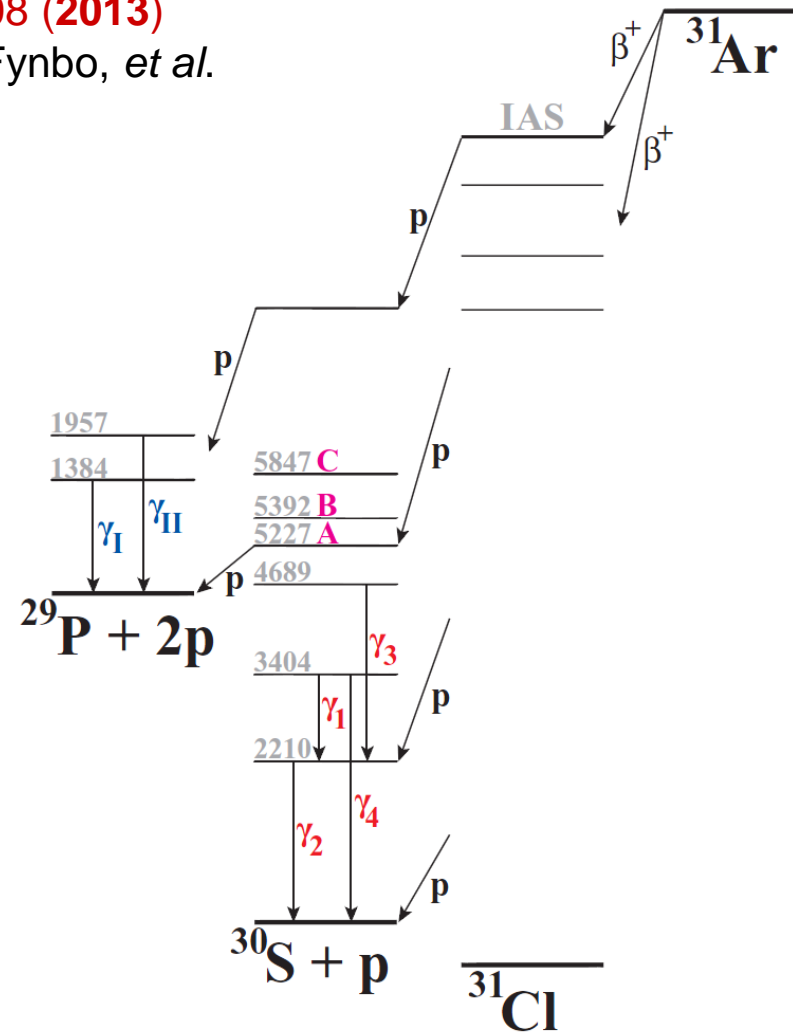 08 (2013)
Fynbo, et al.
31Ar
β+
β+
IAS
p
p
1957
1384
γI
γII
5847 C
5392 B
5227 A
4689
p
p
29P + 2p
3404
γ3
γ1
p
2210
γ2
γ4
p
30S + p
31Cl